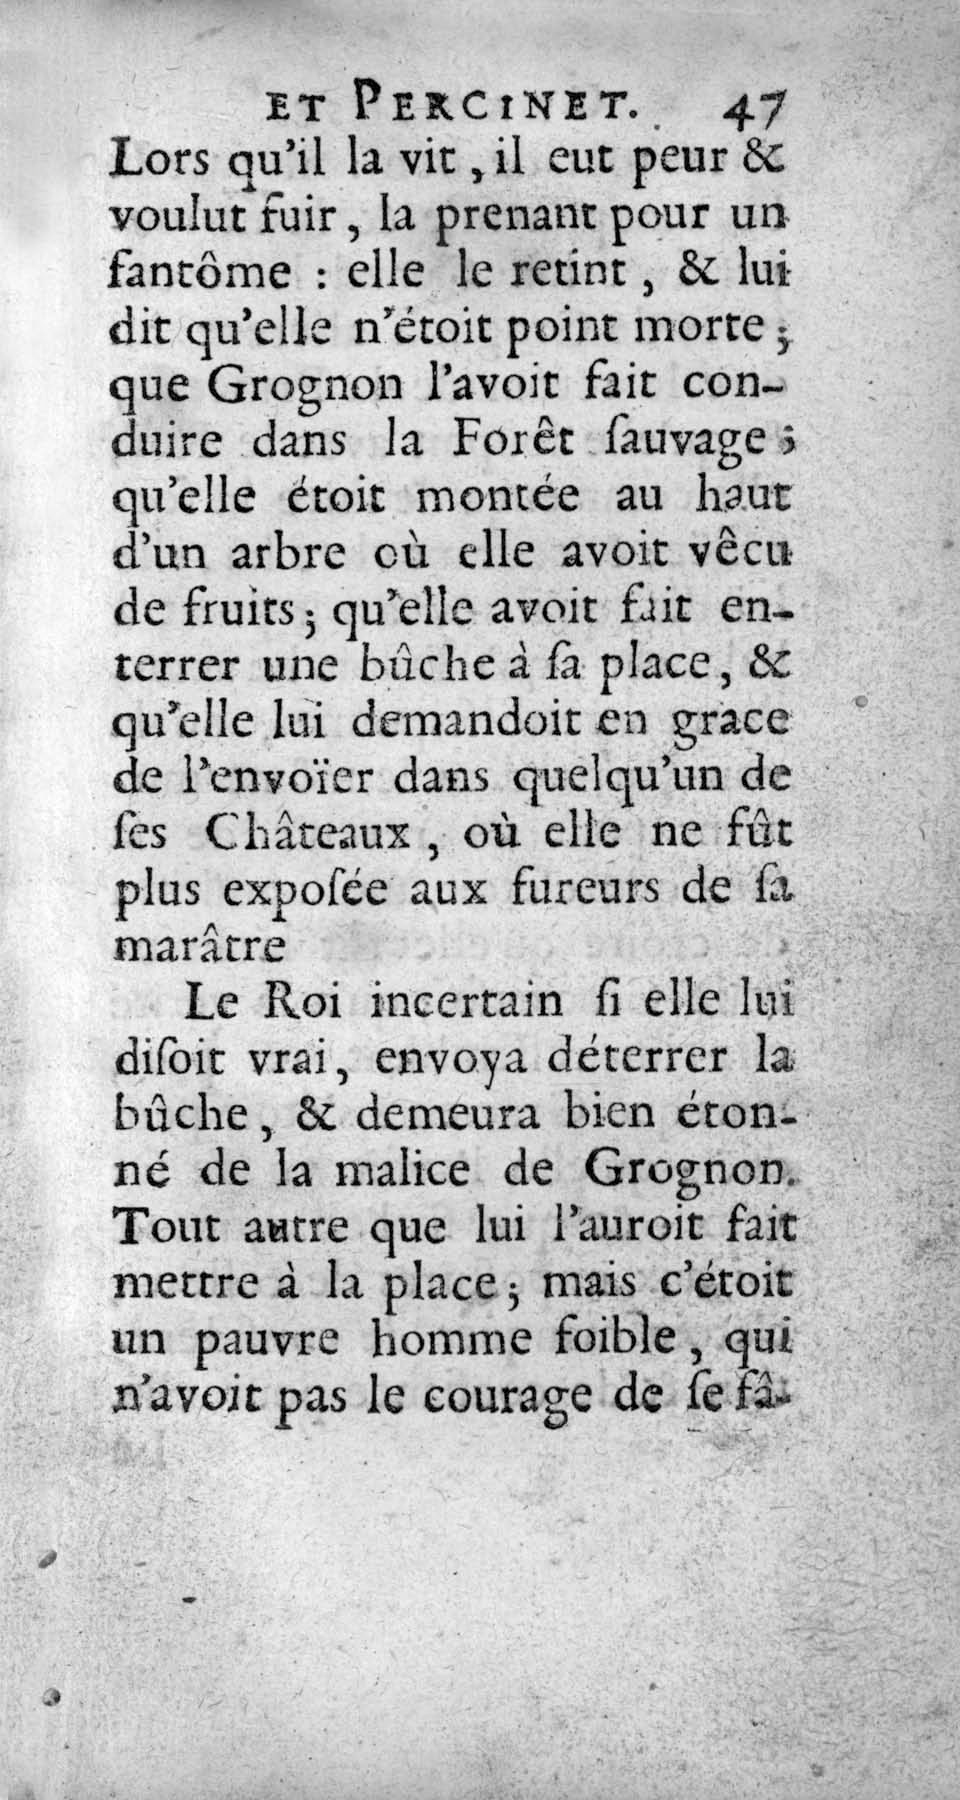 ET PERCINET. 47
Lors qu'il la vit, il eut peur &
voulut fuir, la prenant pour un
fantôme : elle le retint, & lui
dit qu'elle n'étoit point morte;
que Grognon l'avoit fait con-
duire dans la Forêt ſauvage;
qu'elle étoit montée au haut
d'un arbre où elle avoit vêcu
de fruits; qu'elle avoit fait en-
terrer une bûche à ſa place, &
qu'elle lui demandoit en grace
de l'envoïer dans quelqu'un de
ſes Châteaux, où elle ne fût
plus expoſée aux fureurs de ſa
marâtre
Le Roi incertain ſi elle lui
diſoit vrai, envoya déterrer la
bûche, & demeura bien éton-
né de la malice de Grognon.
Tout autre que lui l'auroit fait
mettre à la place; mais c'étoit
un pauvre homme foible, qui
n'avoit pas le courage de ſe fâ-